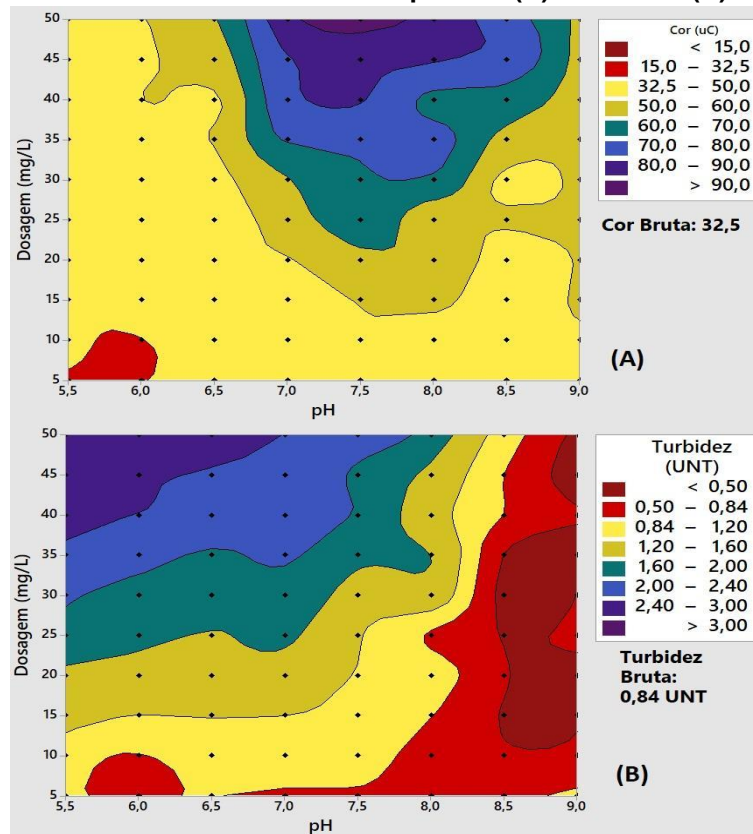 50
45
40
35
30
25
20
15
10
5
Dosagem (mg/L)
5,5 6,0 6,5 7,0 7,5 8,0 8,5 9,0
pH
Cor (uC)
< 15,0
15,0 – 32,5
32,5 – 50,0
50,0 – 60,0
60,0 – 70,0
70,0 – 80,0
80,0 – 90,0
> 90,0
Cor Bruta: 32,5
(A)
50
45
40
35
30
25
20
15
10
5
Dosagem (mg/L)
5,5 6,0 6,5 7,0 7,5 8,0 8,5 9,0
pH
Turbidez
(UNT)
< 0,50
0,50 – 0,84
0,84 – 1,20
1,20 – 1,60
1,60 – 2,00
2,00 – 2,40
2,40 – 3,00
> 3,00
Turbidez
Bruta:
0,84 UNT
(B)